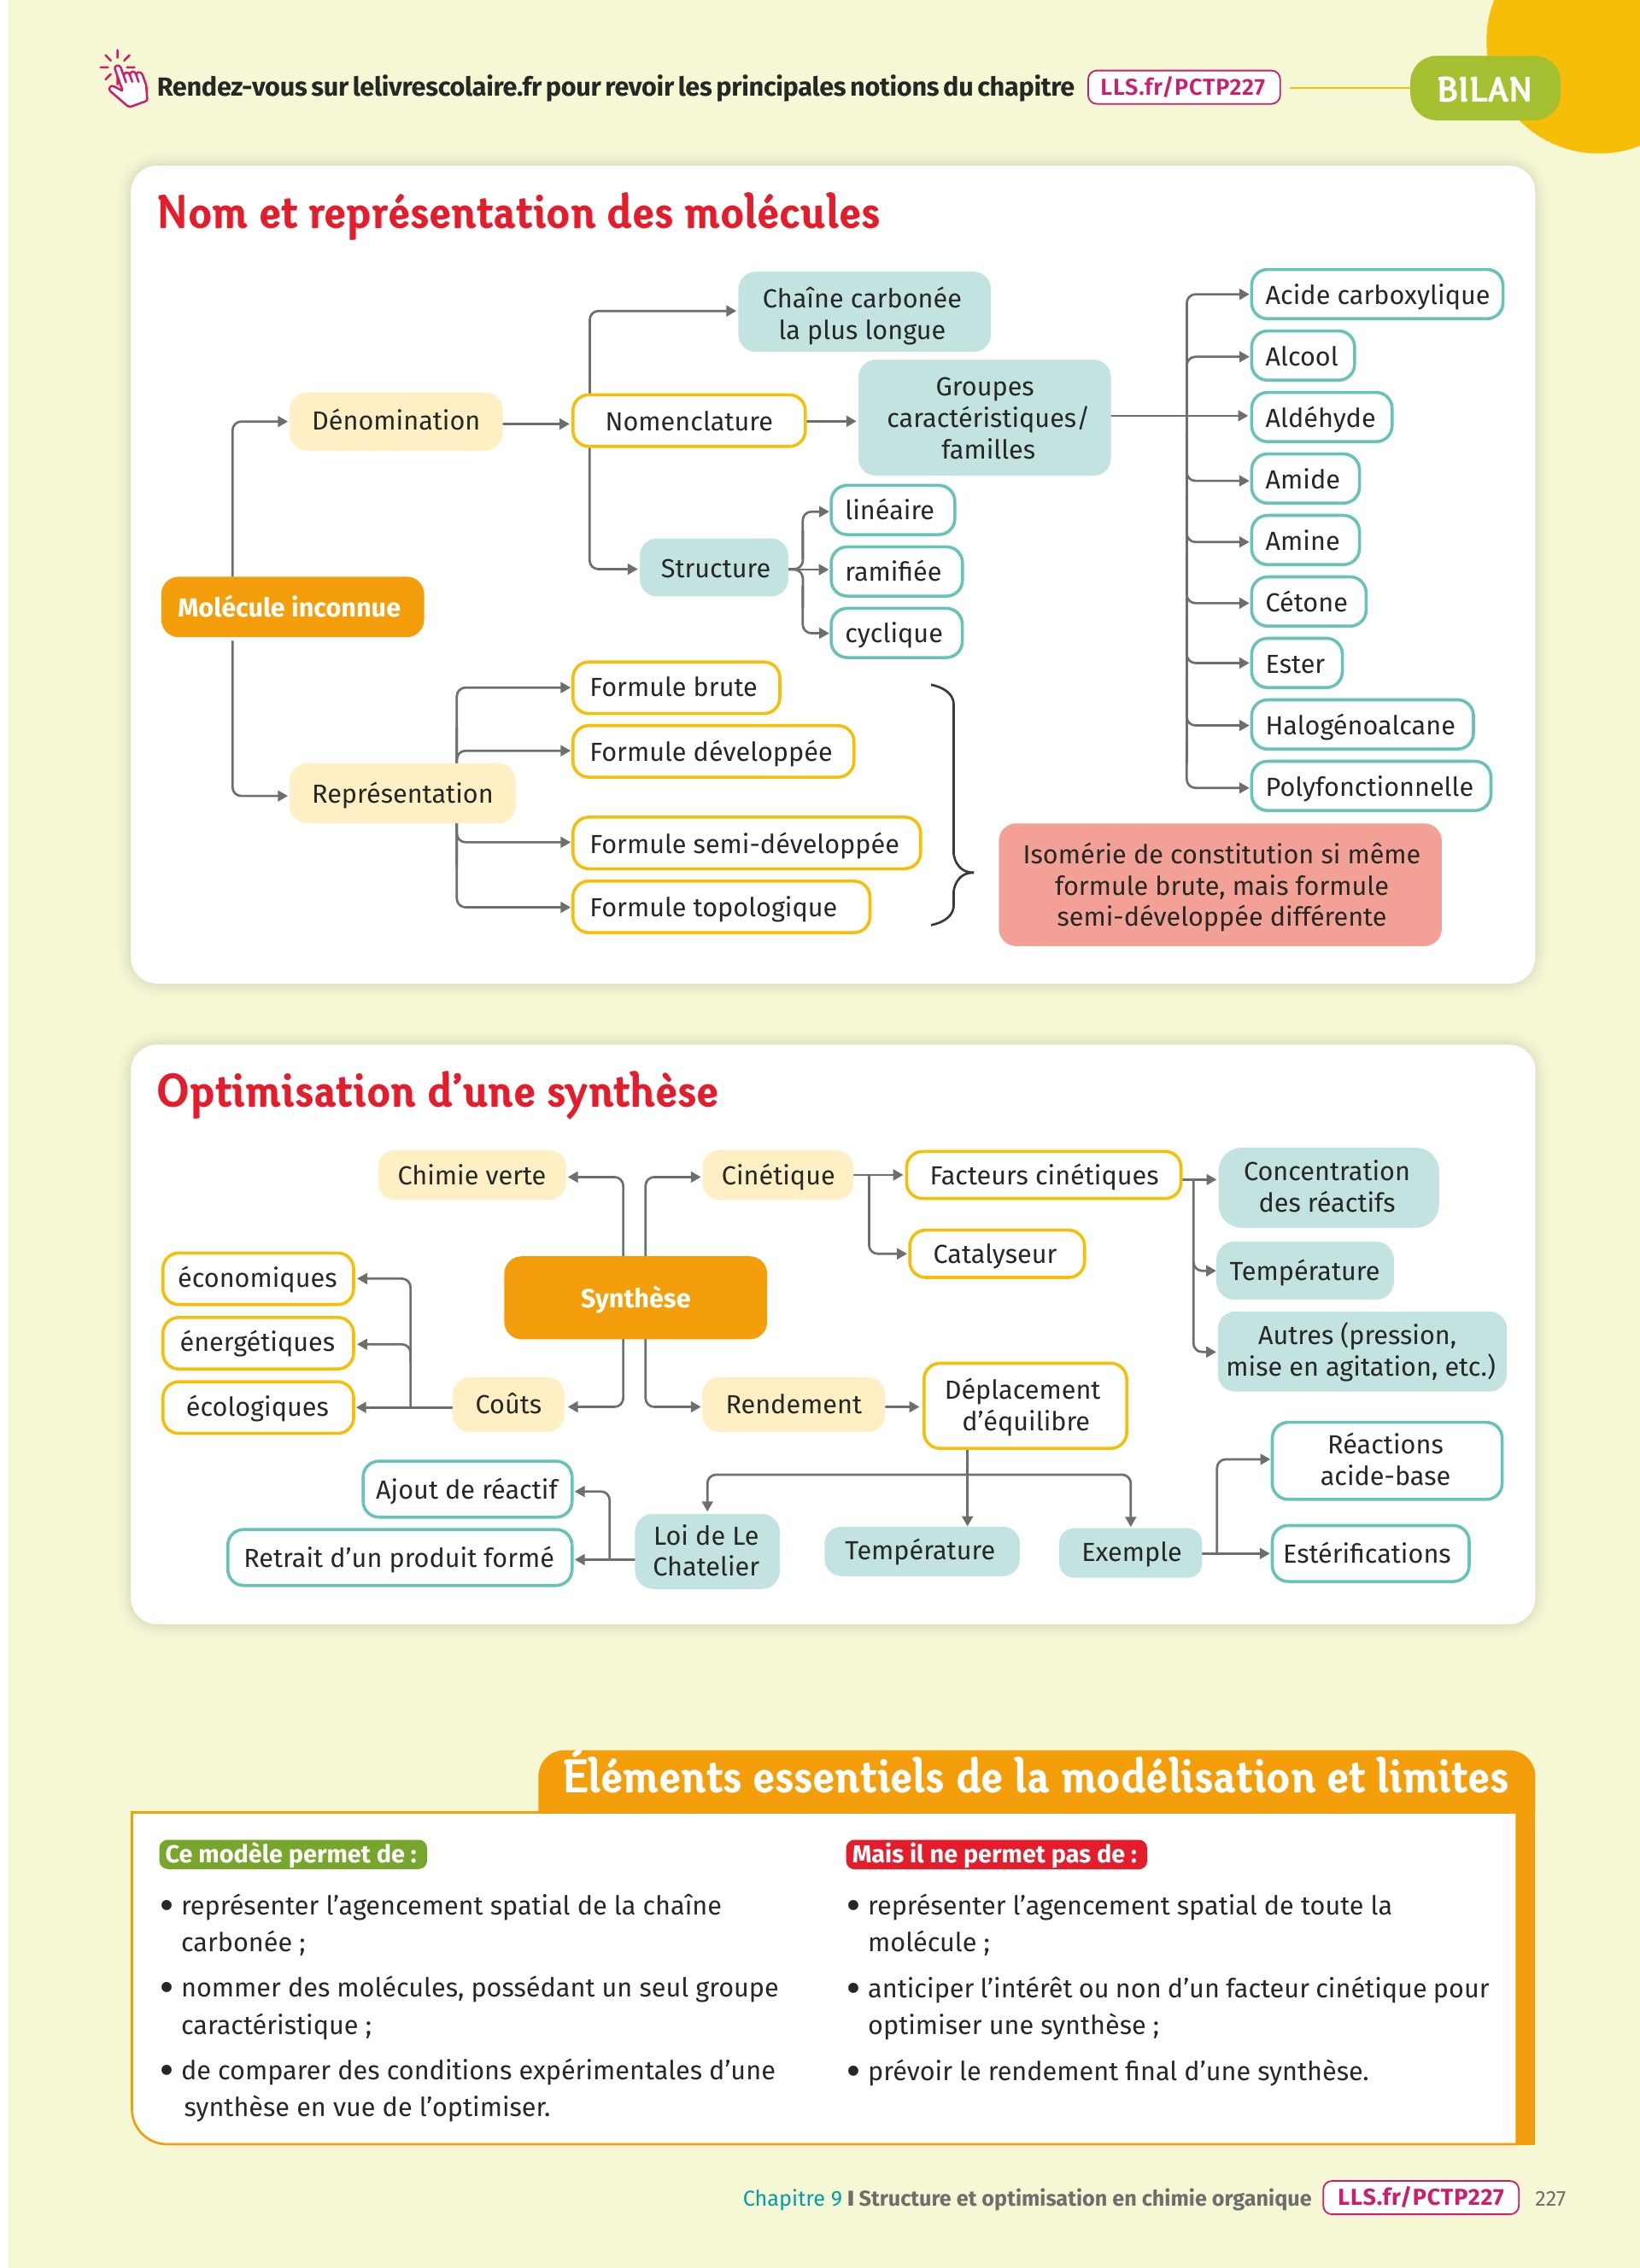 Rendez-vous sur lelivrescolaire.fr pour revoir les principales notions du chapitre LLS.fr/PCTP227
BILAN
Nom et représentation des molécules
Molécule inconnue
Dénomination
Nomenclature
Chaîne carbonée
la plus longue
Groupes
caractéristiques/
familles
Acide carboxylique
Alcool
Aldéhyde
Amide
Amine
Cétone
Ester
Halogénoalcane
Polyfonctionnelle
Structure
linéaire
ramifiée
cyclique
Représentation
Formule brute
Formule développée
Formule semi-développée
Formule topologique
Isomérie de constitution si même
formule brute, mais formule
semi-développée différente
Optimisation d’une synthèse
Synthèse
Chimie verte
Cinétique
Facteurs cinétiques
Concentration
des réactifs
Température
Autres (pression,
mise en agitation, etc.)
Catalyseur
Coûts
économiques
énergétiques
écologiques
Rendement
Déplacement
d’équilibre
Loi de Le
Chatelier
Ajout de réactif
Retrait d’un produit formé
Température
Exemple
Réactions
acide-base
Estérifications
Éléments essentiels de la modélisation et limites
Ce modèle permet de :
• représenter l’agencement spatial de la chaîne
carbonée ;
• nommer des molécules, possédant un seul groupe
caractéristique ;
• de comparer des conditions expérimentales d’une
synthèse en vue de l’optimiser.
Mais il ne permet pas de :
• représenter l’agencement spatial de toute la
molécule ;
• anticiper l’intérêt ou non d’un facteur cinétique pour
optimiser une synthèse ;
• prévoir le rendement final d’une synthèse.
Chapitre 9 I Structure et optimisation en chimie organique LLS.fr/PCTP227 227